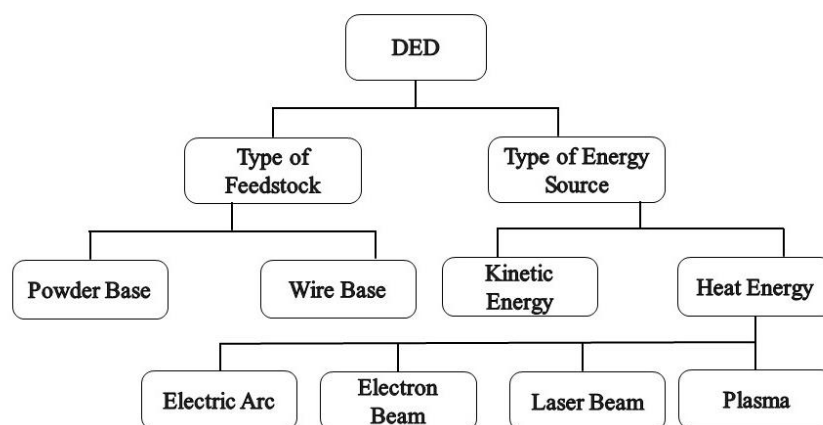 DED
Type of
Feedstock
Type of Energy
Source
Powder Base
Wire Base
Kinetic
Energy
Heat Energy
Electric Arc
Electron
Beam
Laser Beam
Plasma